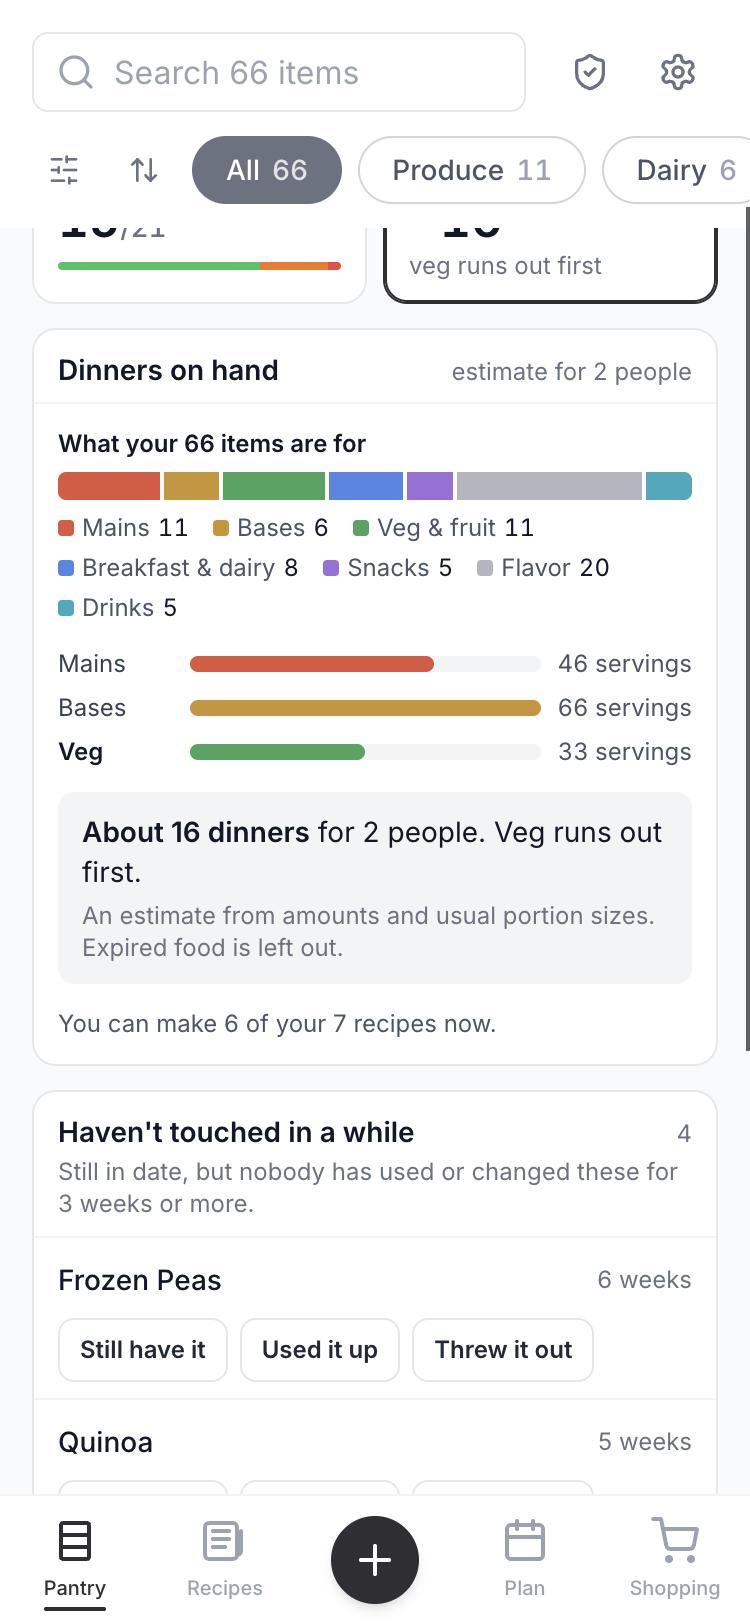 Search 66 items
All 66
Produce 11
Dairy 6
/21
veg runs out first
Dinners on hand
estimate for 2 people
What your 66 items are for
Mains 11 Bases 6 Veg & fruit 11
Breakfast & dairy 8 Snacks 5 Flavor 20
Drinks 5
Mains 46 servings
Bases 66 servings
Veg 33 servings
About 16 dinners for 2 people. Veg runs out
first.
An estimate from amounts and usual portion sizes.
Expired food is left out.
You can make 6 of your 7 recipes now.
Haven't touched in a while 4
Still in date, but nobody has used or changed these for
3 weeks or more.
Frozen Peas 6 weeks
Still have it
Used it up
Threw it out
Quinoa 5 weeks
Pantry
Recipes
Plan
Shopping